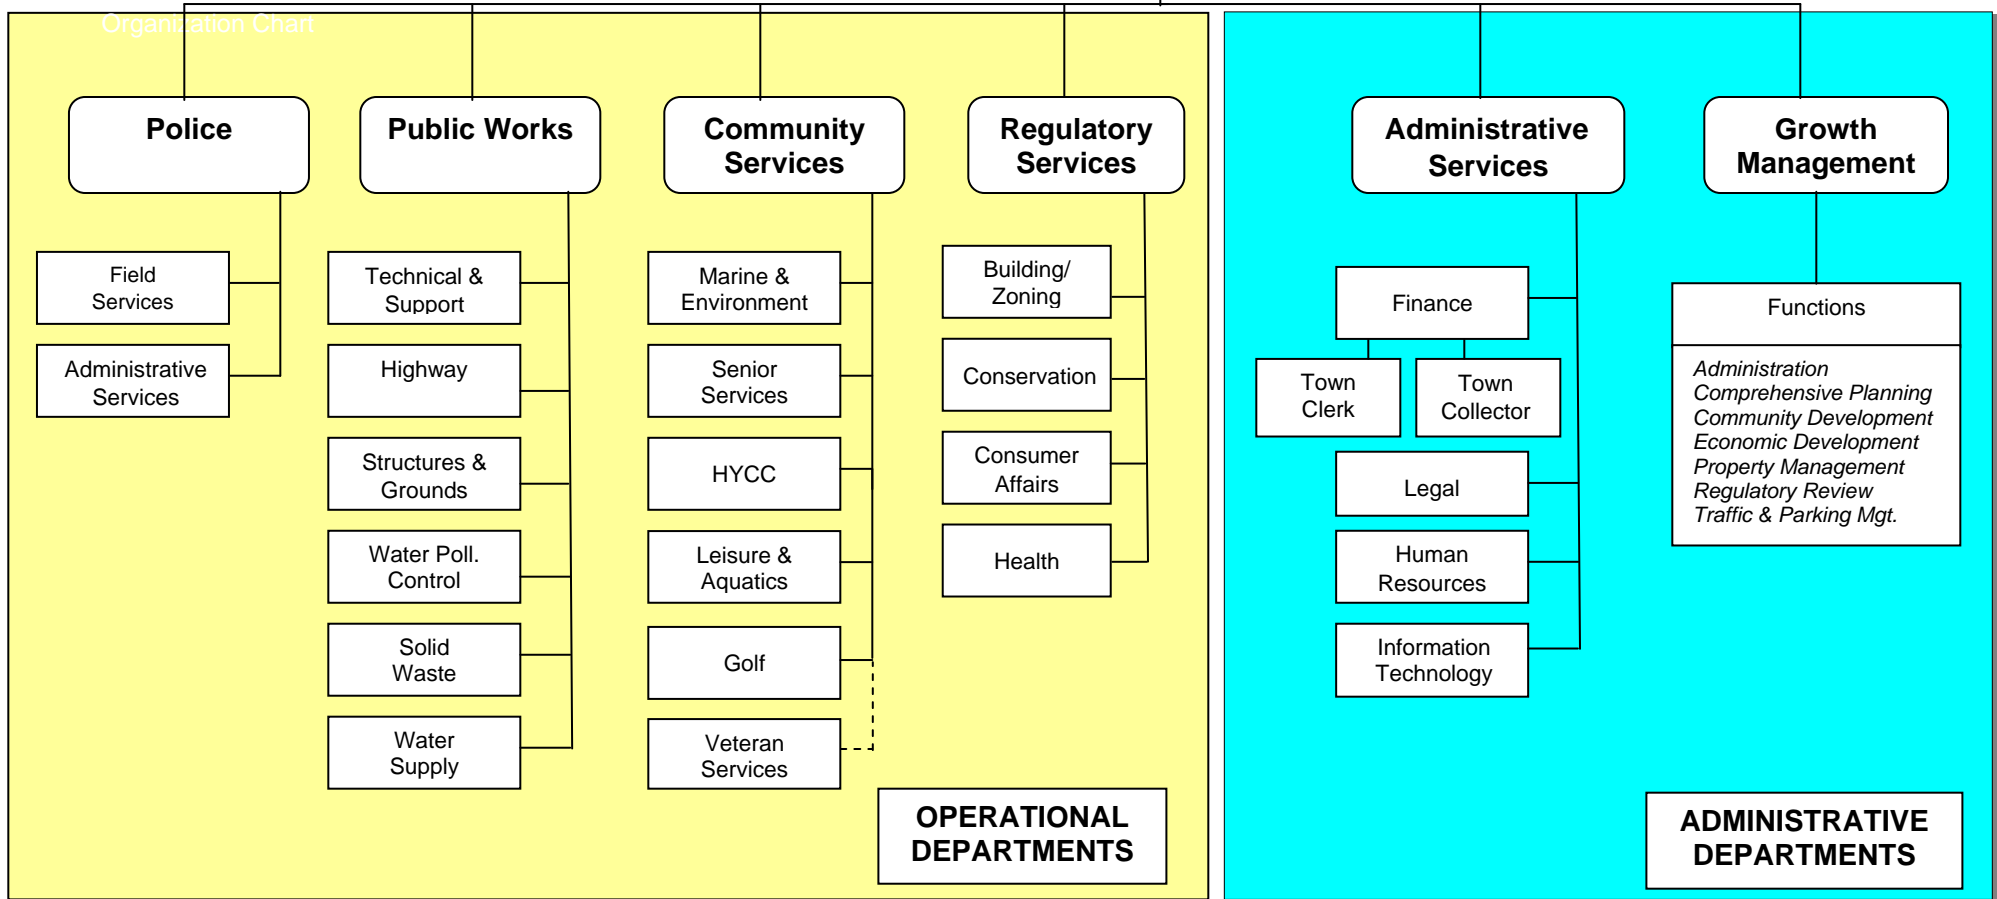 Organization Chart
Police
Field
Services
Administrative
Services
Public Works
Technical &
Support
Highway
Structures &
Grounds
Water Poll.
Control
Solid
Waste
Water
Supply
Community
Services
Marine &
Environment
Senior
Services
HYCC
Leisure &
Aquatics
Golf
Veteran
Services
Regulatory
Services
Building/
Zoning
Conservation
Consumer
Affairs
Health
OPERATIONAL
DEPARTMENTS
Administrative
Services
Finance
Town
Clerk
Town
Collector
Legal
Human
Resources
Information
Technology
Growth
Management
Functions
Administration
Comprehensive Planning
Community Development
Economic Development
Property Management
Regulatory Review
Traffic & Parking Mgt.
ADMINISTRATIVE
DEPARTMENTS